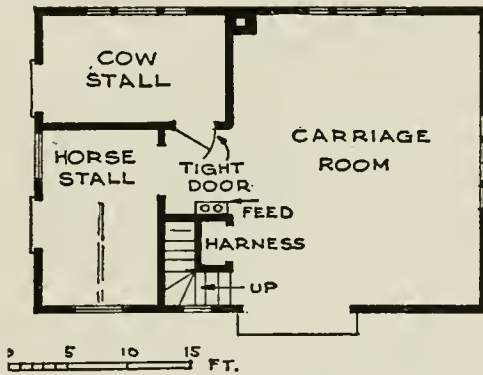 COW
STALL
CARRIAGE
ROOM
HORSE
STALL
TIGHT
DOOR
FEED
HARNESS
UP
5 10 15
FT.